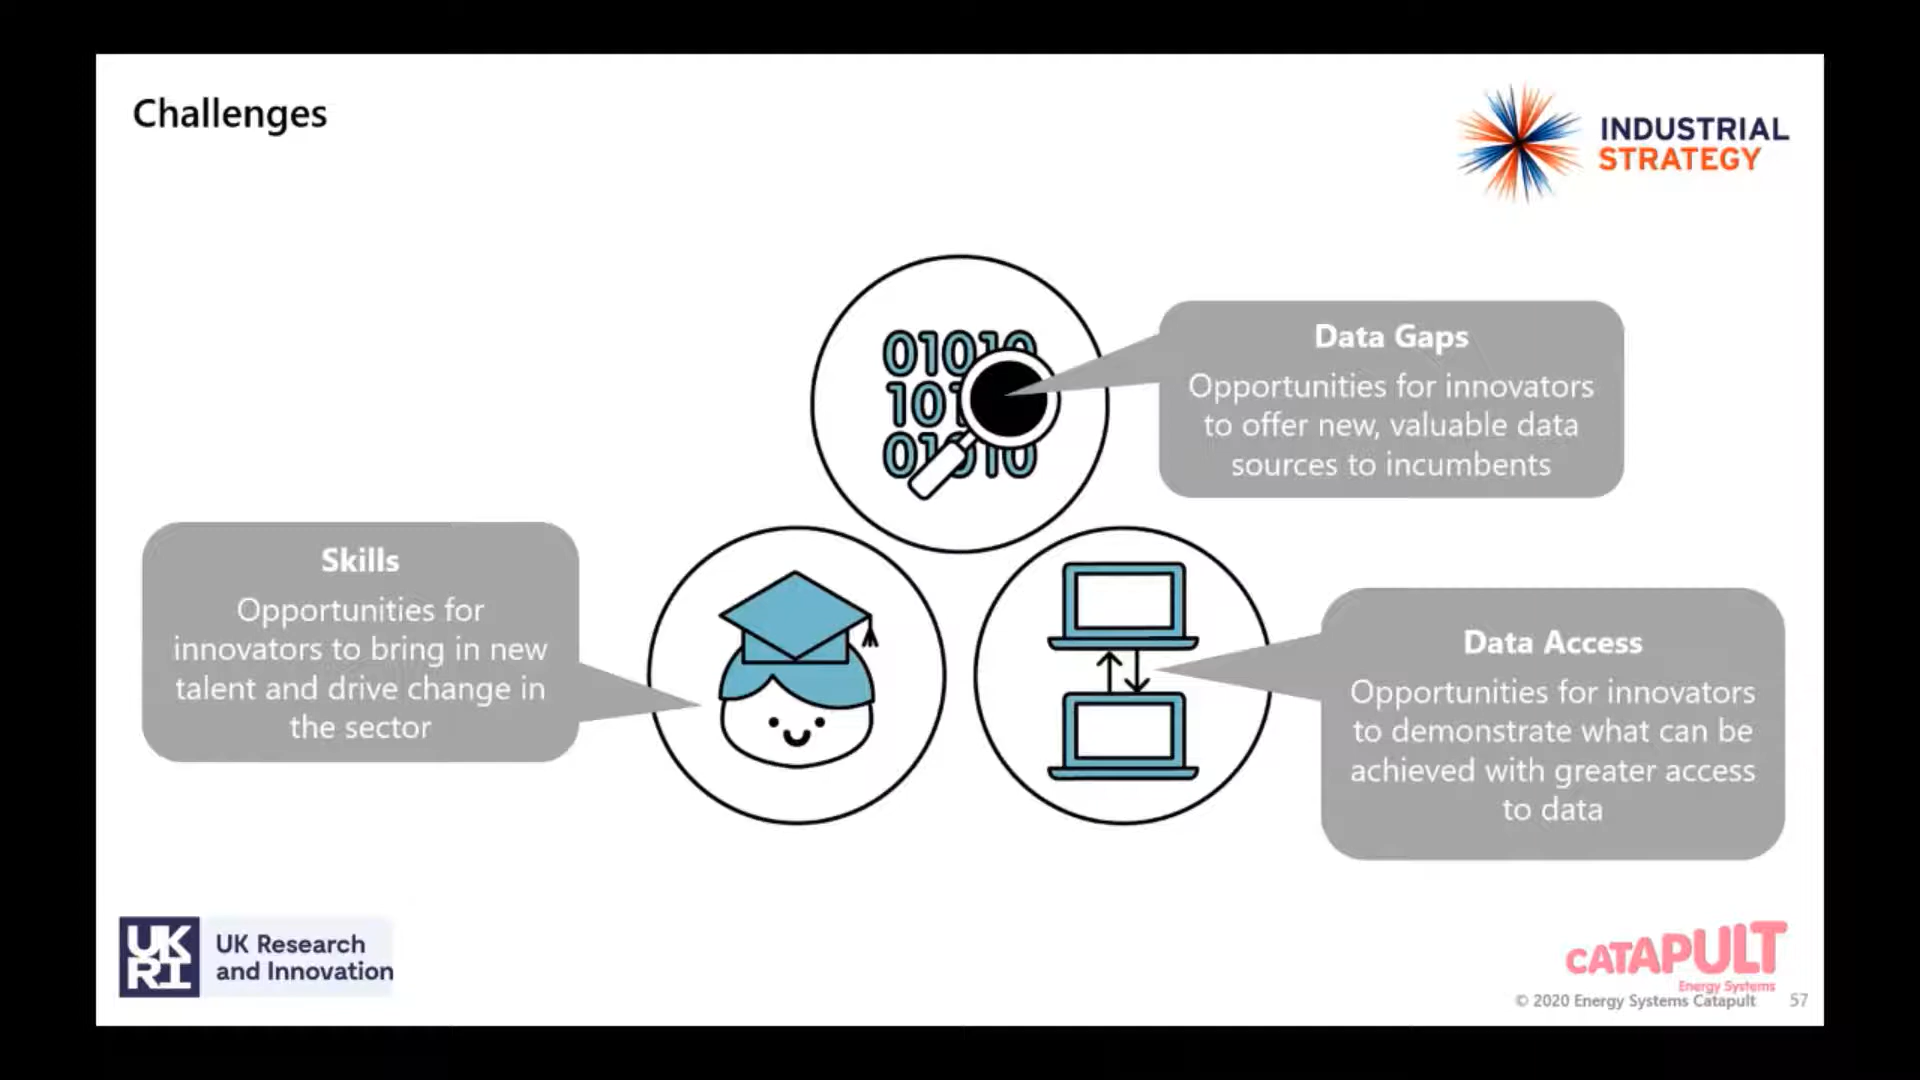 Challenges
INDUSTRIAL
STRATEGY
01010
101
01010
Data Gaps
Opportunities for innovators
to offer new, valuable data
sources to incumbents
Skills
Opportunities for
innovators to bring in new
talent and drive change in
the sector
Data Access
Opportunities for innovators
to demonstrate what can be
achieved with greater access
to data
UK
RI
UK Research
and Innovation
CATAPULT
Energy Systems
© 2020 Energy Systems Catapult
57